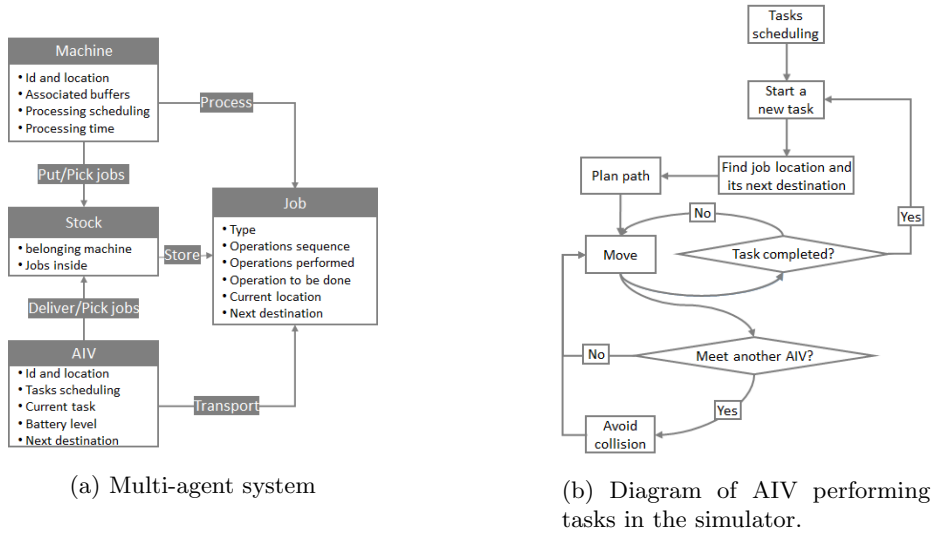 Machine
• Id and location
• Associated buffers
• Processing scheduling
• Processing time
Process
Put/Pick jobs
Stock
• belonging machine
• Jobs inside
Store
Job
• Type
• Operations sequence
• Operations performed
• Operation to be done
• Current location
• Next destination
Deliver/Pick jobs
AIV
• Id and location
• Tasks scheduling
• Current task
• Battery level
• Next destination
Transport
(a) Multi-agent system
Tasks
scheduling
Start a
new task
Find job location and
its next destination
Plan path
No
Yes
Move
Task completed?
No
Meet another AIV?
Yes
Avoid
collision
(b) Diagram of AIV performing
tasks in the simulator.